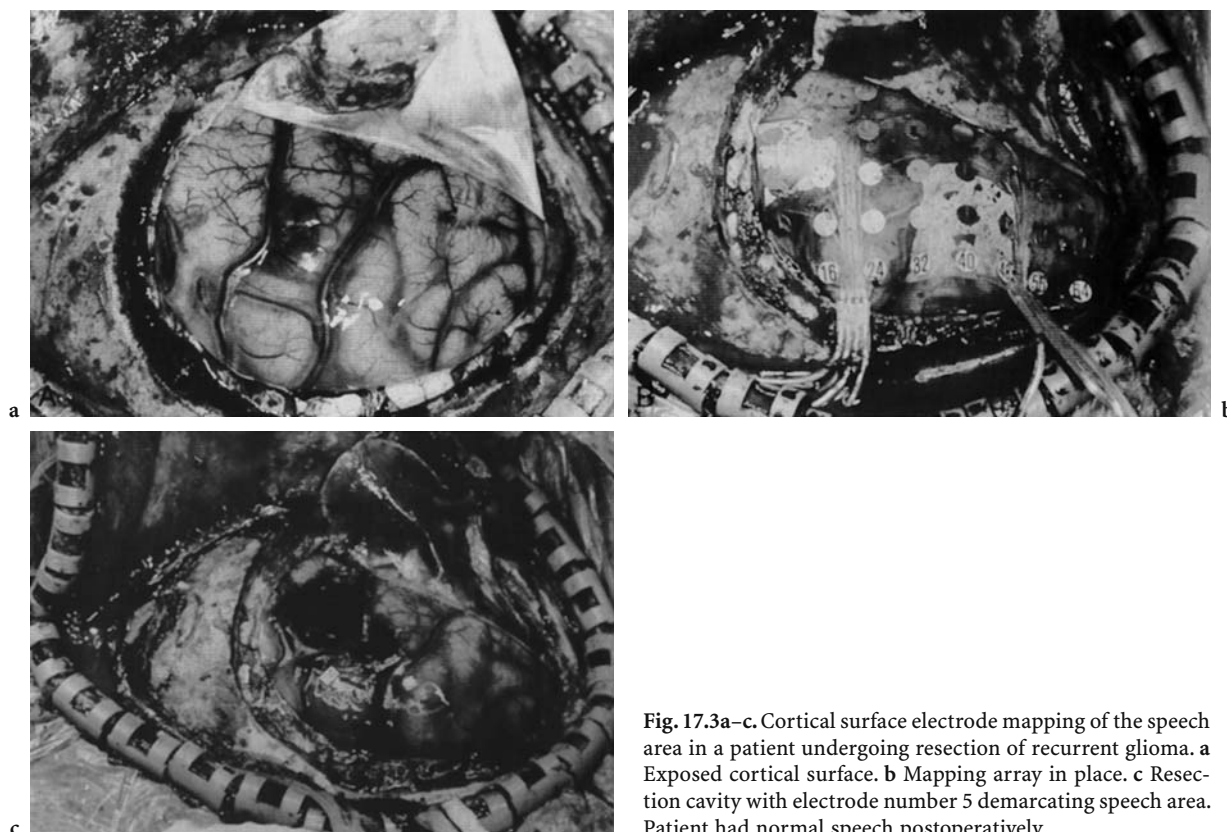 a
A
16 24 32 40 48 56 64
B
b
c
Fig. 17.3a–c. Cortical surface electrode mapping of the speech
area in a patient undergoing resection of recurrent glioma. a
Exposed cortical surface. b Mapping array in place. c Resec-
tion cavity with electrode number 5 demarcating speech area.
Patient had normal speech postoperatively